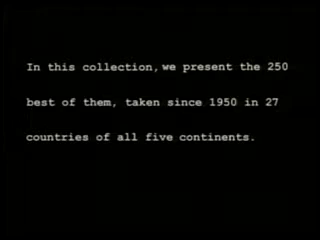 In this collection, we present the 250
best of them, taken since 1950 in 27
countries of all five continents.